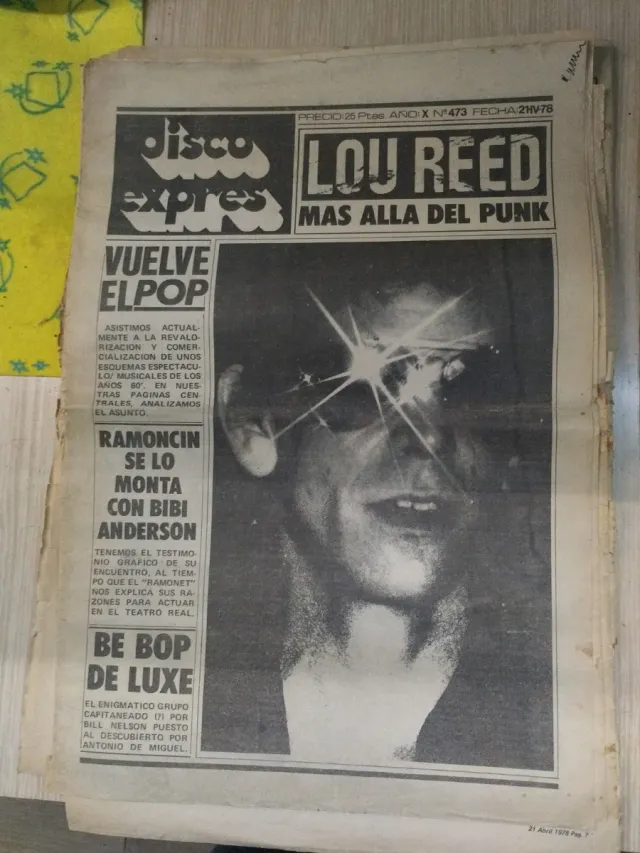 PRECIO: 25 Ptas. AÑO: X Nº 473 FECHA: 21-IV-78
disco
expres
LOU REED
MAS ALLA DEL PUNK
VUELVE
EL POP
ASISTIMOS ACTUAL-
MENTE A LA REVALO-
RIZACION Y COMER-
CIALIZACION DE UNOS
ESQUEMAS ESPECTACU-
LO/MUSICALES DE LOS
AÑOS 60'. EN NUES-
TRAS PAGINAS CEN-
TRALES, ANALIZAMOS
EL ASUNTO.
RAMONCIN
SE LO
MONTA
CON BIBI
ANDERSON
TENEMOS EL TESTIMO-
NIO GRAFICO DE SU
ENCUENTRO, AL TIEM-
PO QUE EL "RAMONET"
NOS EXPLICA SUS RA-
ZONES PARA ACTUAR
EN EL TEATRO REAL.
BE BOP
DE LUXE
EL ENIGMATICO GRUPO
CAPITANEADO (?) POR
BILL NELSON PUESTO
AL DESCUBIERTO POR
ANTONIO DE MIGUEL.
21 Abril 1978 Pag. 7